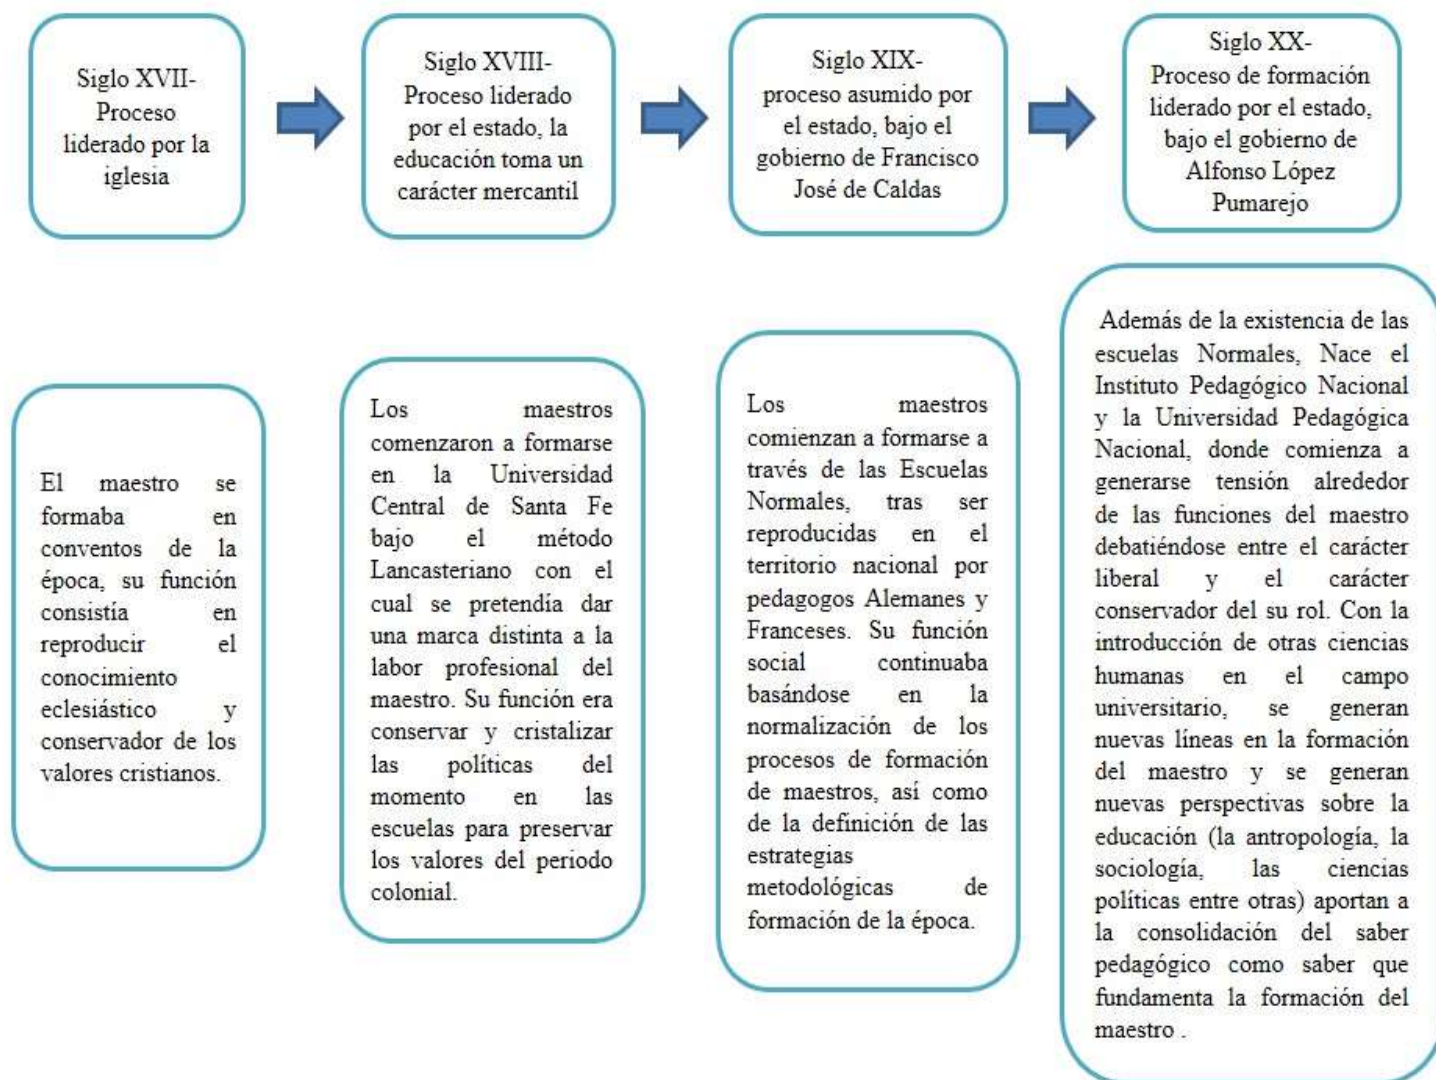 Siglo XVII-
Proceso
liderado por la
iglesia
Siglo XVIII-
Proceso liderado
por el estado, la
educación toma un
carácter mercantil
Siglo XIX-
proceso asumido por
el estado, bajo el
gobierno de Francisco
José de Caldas
Siglo XX-
Proceso de formación
liderado por el estado,
bajo el gobierno de
Alfonso López
Pumarejo
El maestro se
formaba en
conventos de la
época, su función
consistía en
reproducir el
conocimiento
eclesiástico y
conservador de los
valores cristianos.
Los maestros
comenzaron a formarse
en la Universidad
Central de Santa Fe
bajo el método
Lancasteriano con el
cual se pretendía dar
una marca distinta a la
labor profesional del
maestro. Su función era
conservar y cristalizar
las políticas del
momento en las
escuelas para preservar
los valores del periodo
colonial.
Los maestros
comienzan a formarse a
través de las Escuelas
Normales, tras ser
reproducidas en el
territorio nacional por
pedagogos Alemanes y
Franceses. Su función
social continuaba
basándose en la
normalización de los
procesos de formación
de maestros, así como
de la definición de las
estrategias
metodológicas de
formación de la época.
Además de la existencia de las
escuelas Normales, Nace el
Instituto Pedagógico Nacional
y la Universidad Pedagógica
Nacional, donde comienza a
generarse tensión alrededor
de las funciones del maestro
debatiéndose entre el carácter
liberal y el carácter
conservador del su rol. Con la
introducción de otras ciencias
humanas en el campo
universitario, se generan
nuevas líneas en la formación
del maestro y se generan
nuevas perspectivas sobre la
educación (la antropología, la
sociología, las ciencias
políticas entre otras) aportan a
la consolidación del saber
pedagógico como saber que
fundamenta la formación del
maestro .